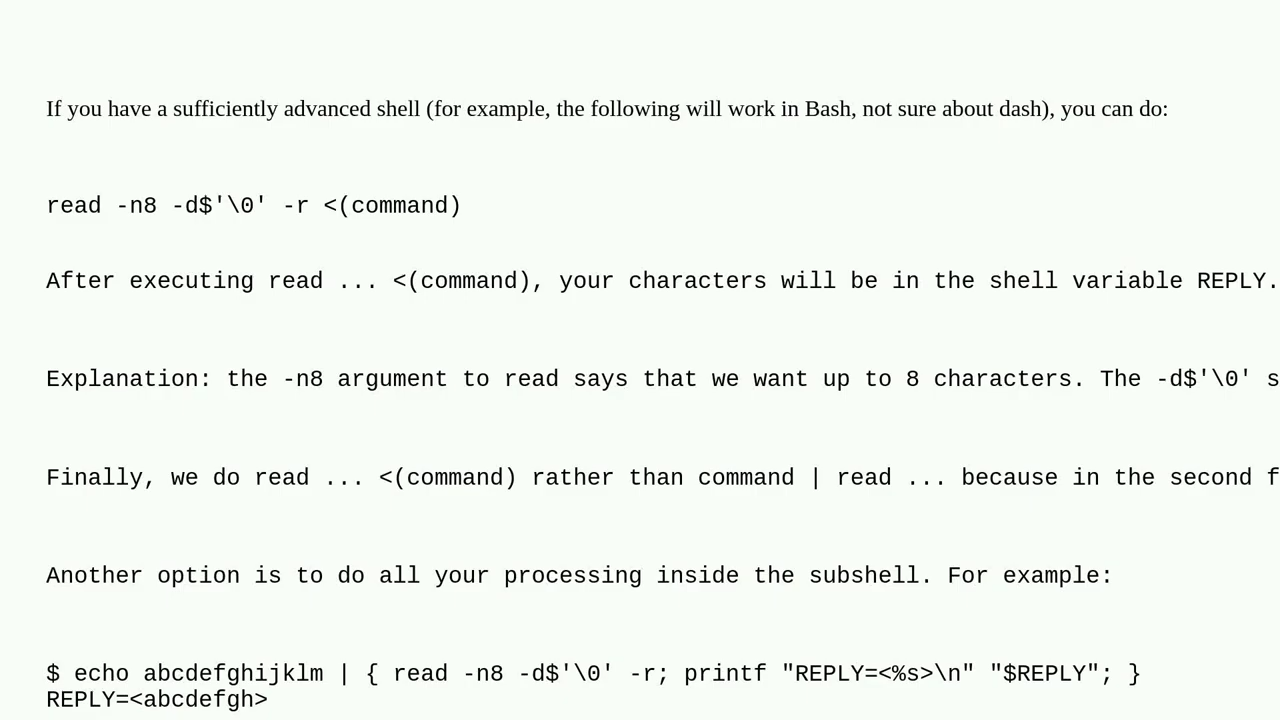 If you have a sufficiently advanced shell (for example, the following will work in Bash, not sure about dash), you can do:
read -n8 -d$'\0' -r <(command)
After executing read ... <(command), your characters will be in the shell variable REPLY.
Explanation: the -n8 argument to read says that we want up to 8 characters. The -d$'\0' s
Finally, we do read ... <(command) rather than command | read ... because in the second f
Another option is to do all your processing inside the subshell. For example:
$ echo abcdefghijklm | { read -n8 -d$'\0' -r; printf "REPLY=<%s>\n" "$REPLY"; }
REPLY=<abcdefgh>